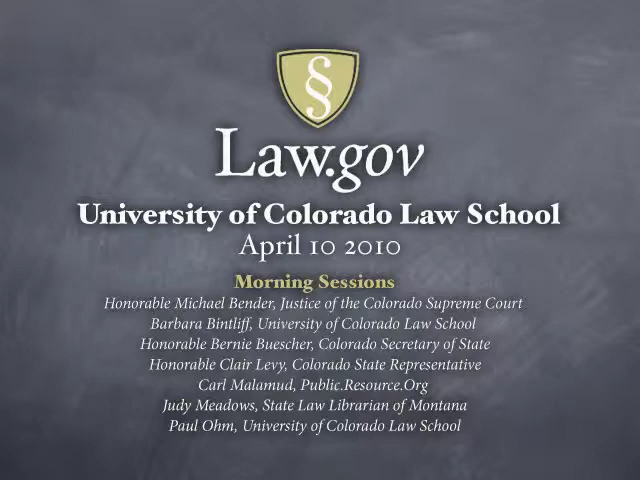 §
Law.gov
University of Colorado Law School
April 10 2010
Morning Sessions
Honorable Michael Bender, Justice of the Colorado Supreme Court
Barbara Bintliff, University of Colorado Law School
Honorable Bernie Buescher, Colorado Secretary of State
Honorable Clair Levy, Colorado State Representative
Carl Malamud, Public.Resource.Org
Judy Meadows, State Law Librarian of Montana
Paul Ohm, University of Colorado Law School